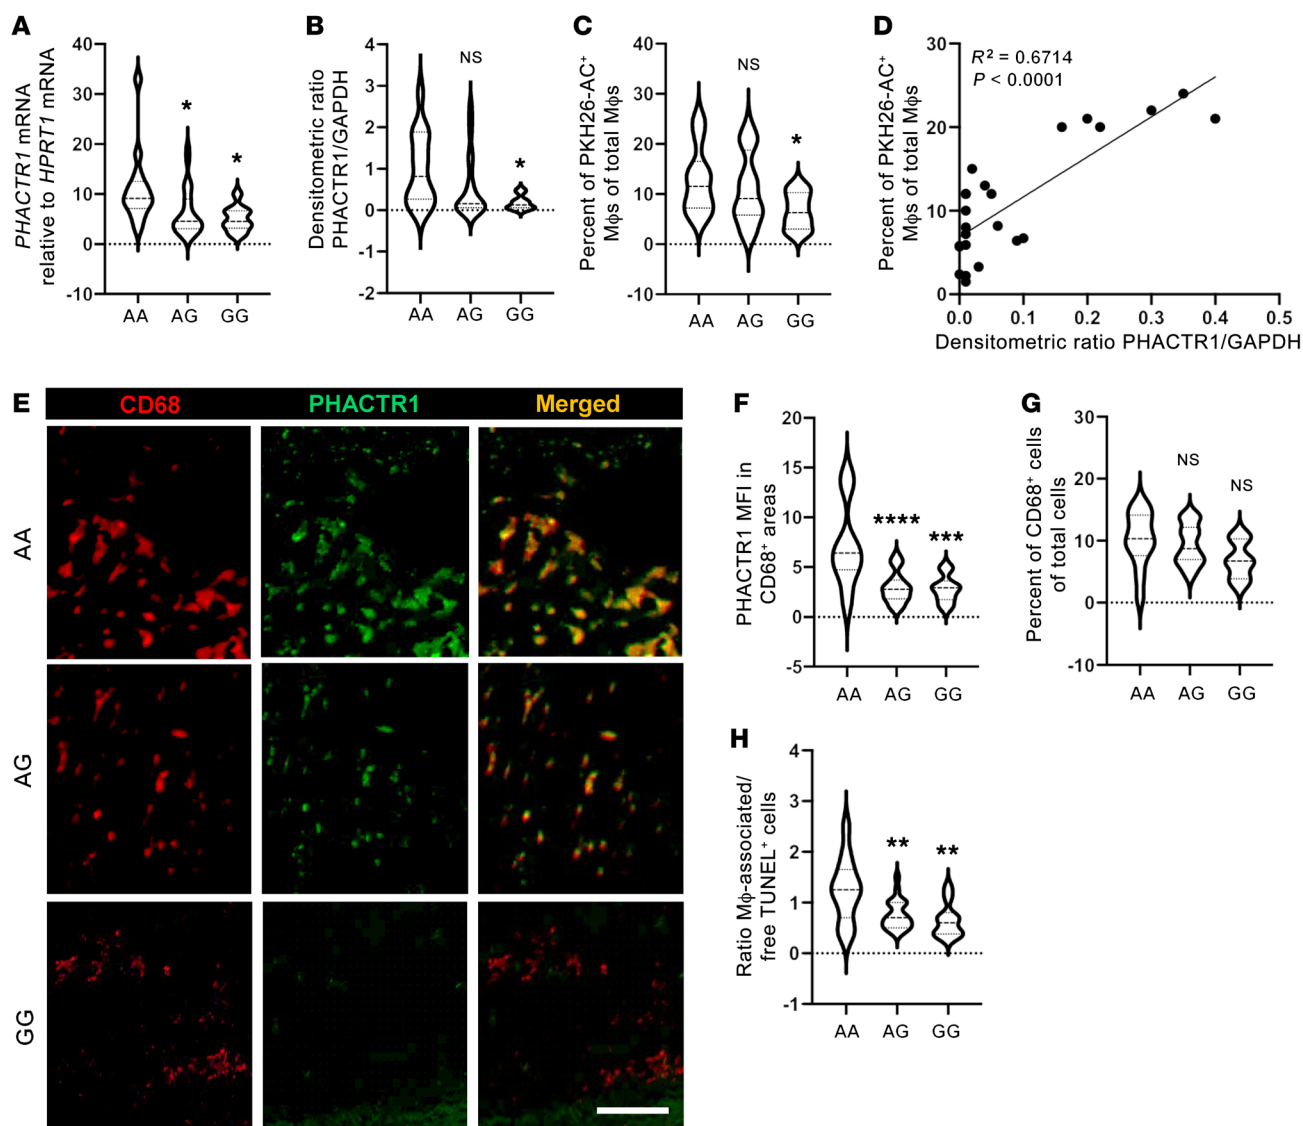 A
PHACTR1 mRNA
relative to HPRT1 mRNA
40
30
20
10
0
-10
*
*
AA
AG
GG
B
Densitometric ratio
PHACTR1/GAPDH
4
3
2
1
0
-1
-2
NS
*
AA
AG
GG
C
Percent of PKH26-AC⁺
Mϕs of total Mϕs
40
30
20
10
0
-10
NS
*
AA
AG
GG
D
Percent of PKH26-AC⁺
Mϕs of total Mϕs
30
20
10
0
R² = 0.6714
P < 0.0001
0.0
0.1
0.2
0.3
0.4
0.5
Densitometric ratio PHACTR1/GAPDH
E
CD68
PHACTR1
Merged
AA
AG
GG
F
PHACTR1 MFI in
CD68⁺ areas
20
15
10
5
0
-5
****
***
AA
AG
GG
G
Percent of CD68⁺ cells
of total cells
30
20
10
0
-10
NS
NS
AA
AG
GG
H
Ratio Mϕ-associated/
free TUNEL⁺ cells
4
3
2
1
0
-1
**
**
AA
AG
GG